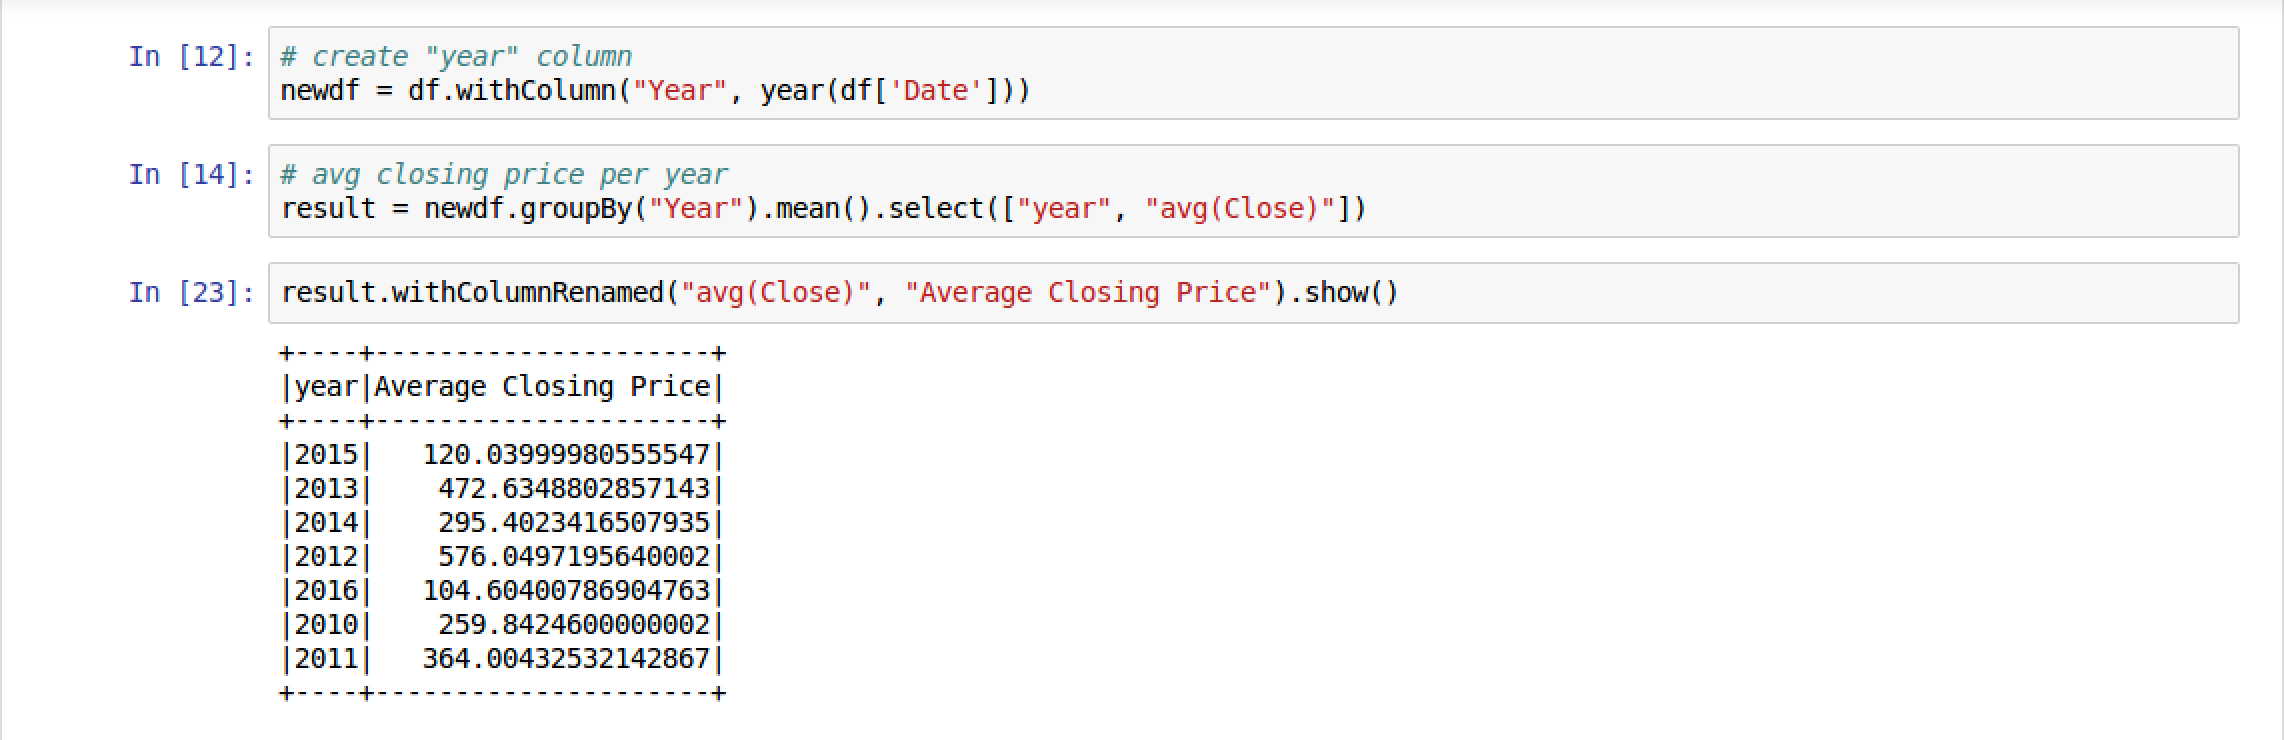 In [12]: # create "year" column
newdf = df.withColumn("Year", year(df['Date']))
In [14]: # avg closing price per year
result = newdf.groupBy("Year").mean().select(["year", "avg(Close)"])
In [23]: result.withColumnRenamed("avg(Close)", "Average Closing Price").show()
+----+---------------------+
|year|Average Closing Price|
+----+---------------------+
|2015|   120.03999980555547|
|2013|    472.6348802857143|
|2014|    295.4023416507935|
|2012|    576.0497195640002|
|2016|   104.60400786904763|
|2010|    259.8424600000002|
|2011|   364.00432532142867|
+----+---------------------+